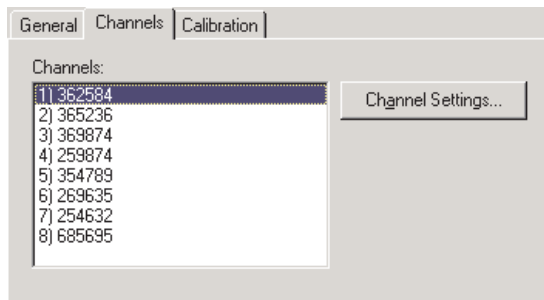 General Channels Calibration
Channels:
1) 362584
Channel Settings...
2) 365236
3) 369874
4) 259874
5) 354789
6) 269635
7) 254632
8) 685695